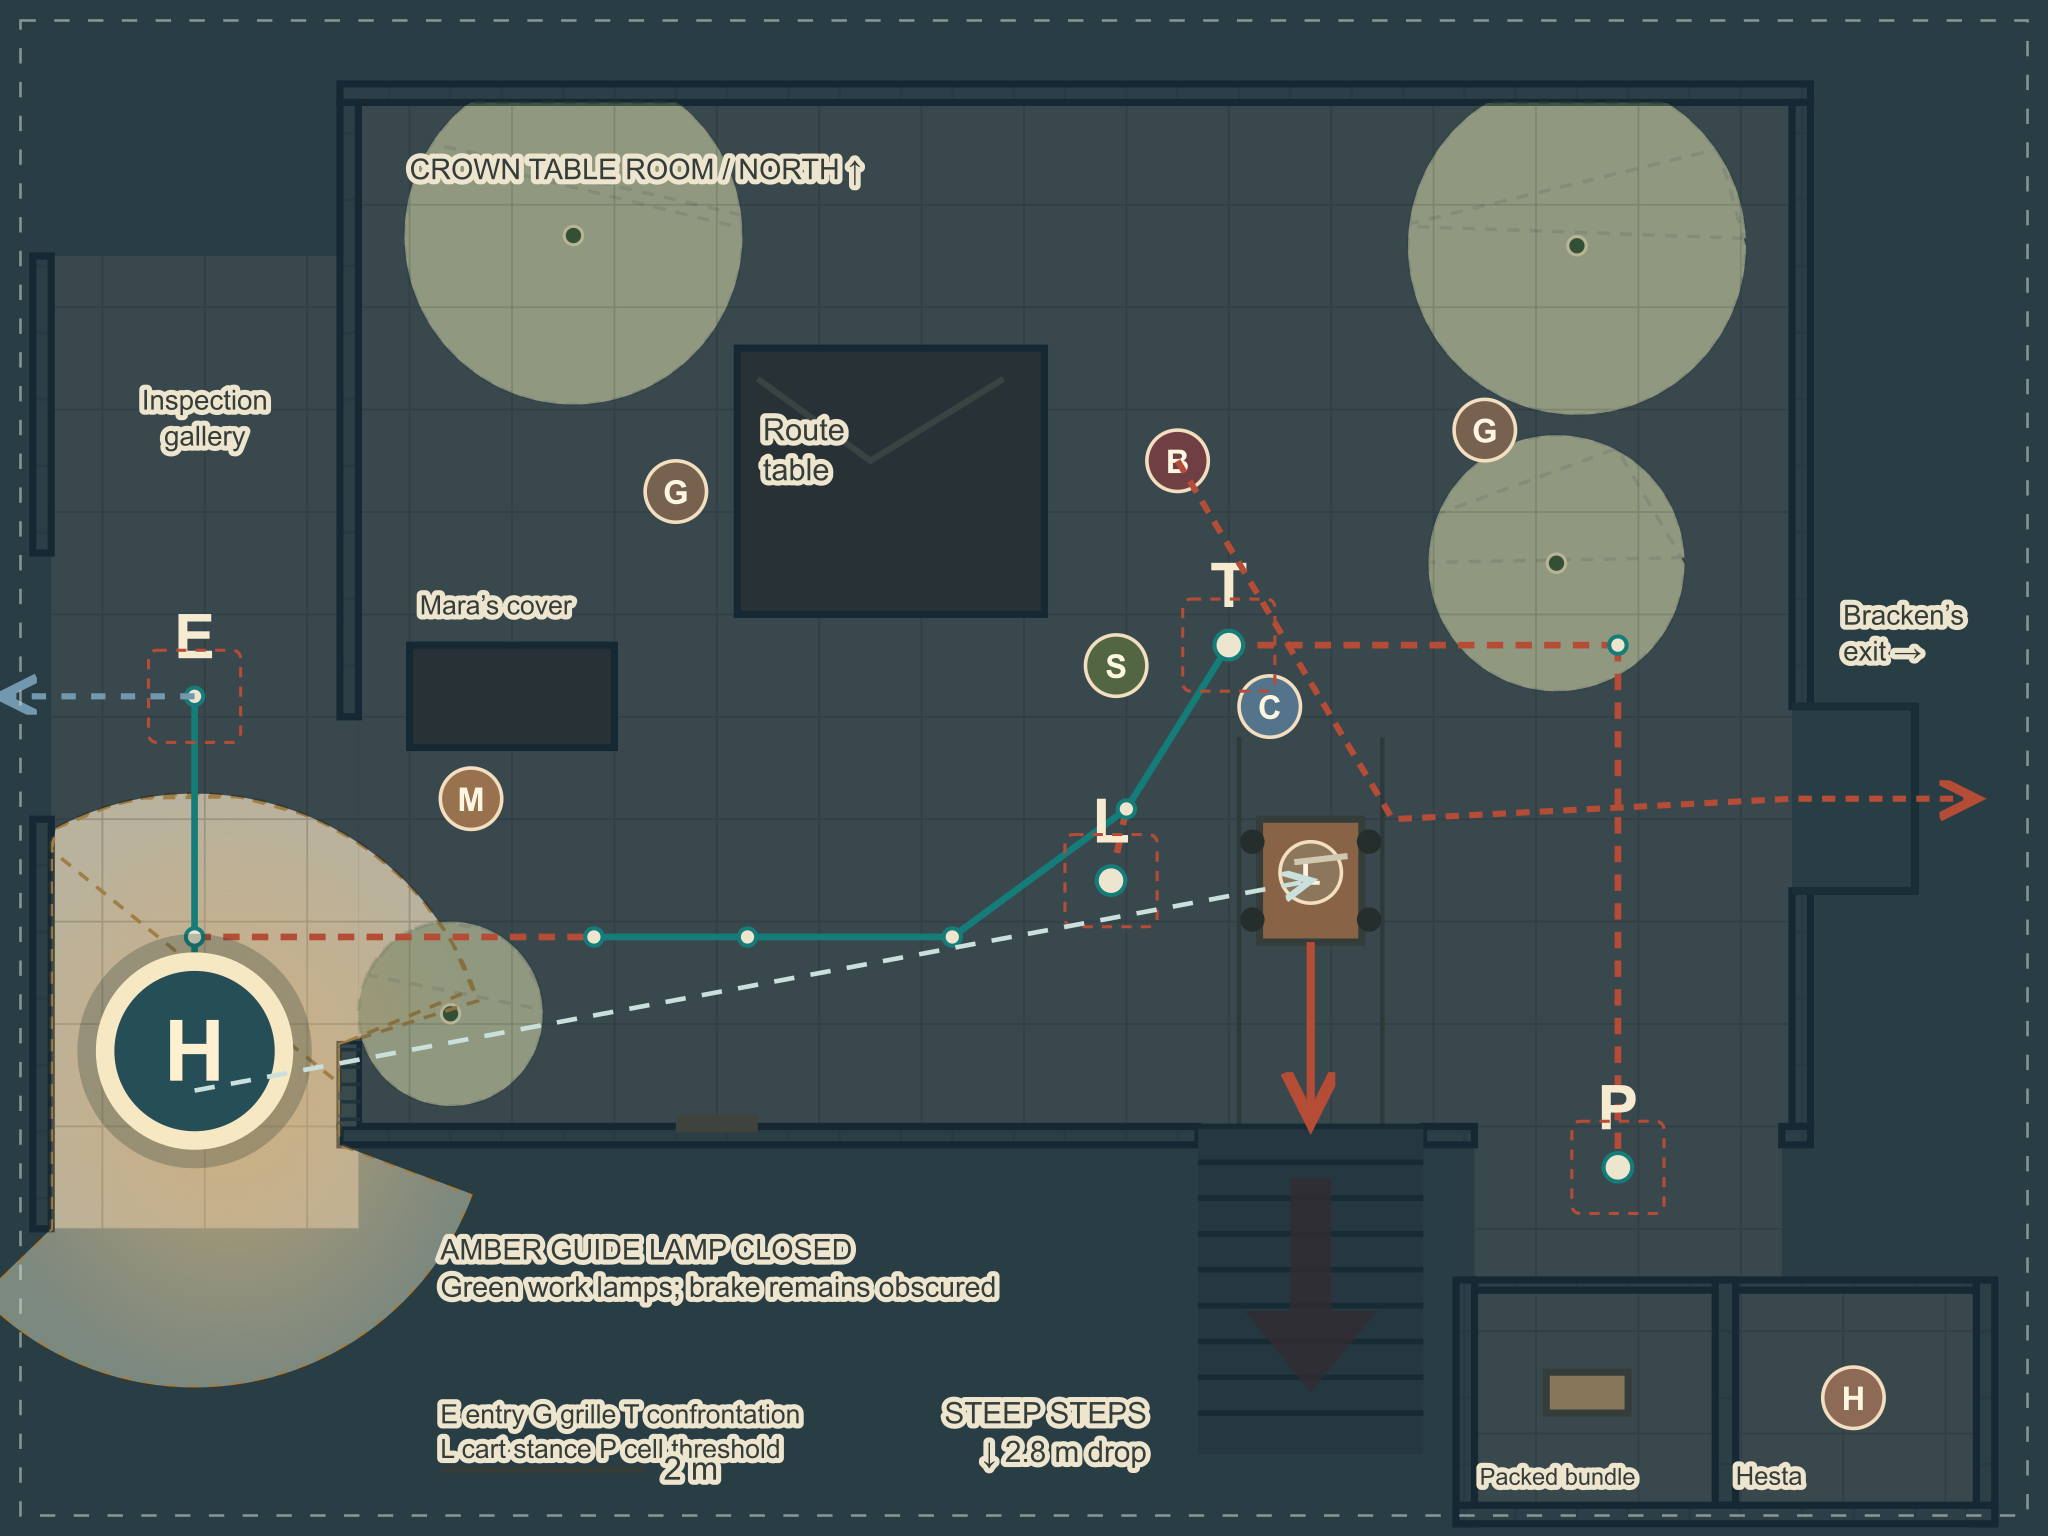 CROWN TABLE ROOM / NORTH ↑
Inspection
gallery
Route
table
G
B
G
T
E
Mara's cover
S
C
Bracken's
exit →
M
L
L
H
P
AMBER GUIDE LAMP CLOSED
Green work lamps; brake remains obscured
E entry G grille T confrontation
L cart stance P cell threshold
2 m
STEEP STEPS
↓ 2.8 m drop
H
Packed bundle
Hesta